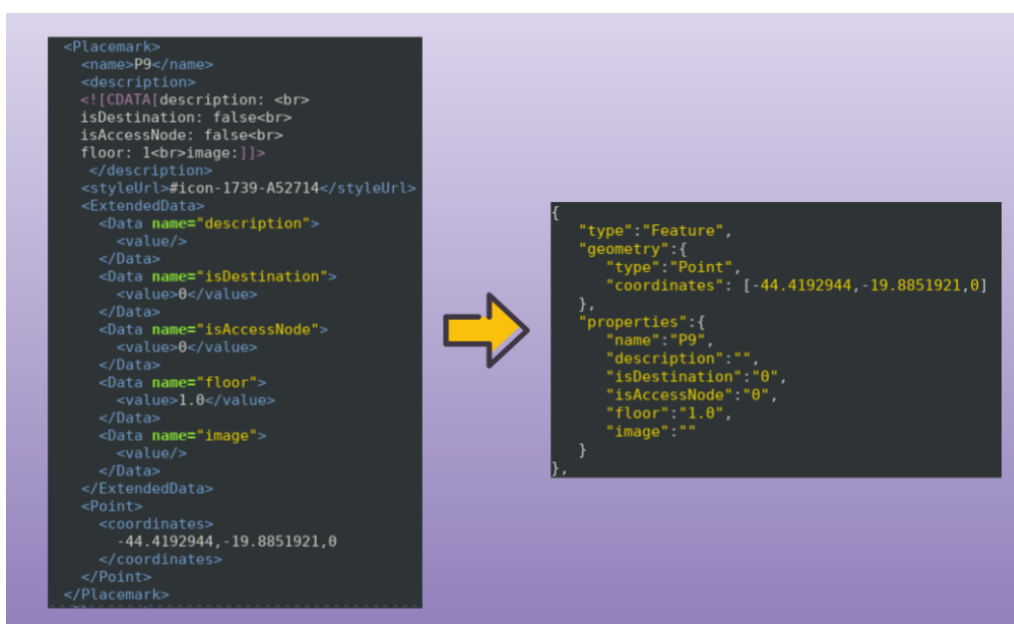 <Placemark>
<name>P9</name>
<description>
<![CDATA[description: <br>
isDestination: false<br>
isAccessNode: false<br>
floor: 1<br>image:]]>
</description>
<styleUrl>#icon-1739-A52714</styleUrl>
<ExtendedData>
<Data name="description">
<value/>
</Data>
<Data name="isDestination">
<value>0</value>
</Data>
<Data name="isAccessNode">
<value>0</value>
</Data>
<Data name="floor">
<value>1.0</value>
</Data>
<Data name="image">
<value/>
</Data>
</ExtendedData>
<Point>
<coordinates>
-44.4192944,-19.8851921,0
</coordinates>
</Point>
</Placemark>
{
"type":"Feature",
"geometry":{
"type":"Point",
"coordinates": [-44.4192944,-19.8851921,0]
},
"properties":{
"name":"P9",
"description":"",
"isDestination":"0",
"isAccessNode":"0",
"floor":"1.0",
"image":""
}
},